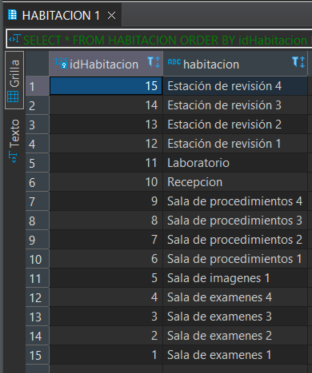 HABITACION 1
SELECT * FROM HABITACION ORDER BY idHabitacion
Grilla
Texto
idHabitacion ABC habitacion
1 15 Estación de revisión 4
2 14 Estación de revisión 3
3 13 Estación de revisión 2
4 12 Estación de revisión 1
5 11 Laboratorio
6 10 Recepcion
7 9 Sala de procedimientos 4
8 8 Sala de procedimientos 3
9 7 Sala de procedimientos 2
10 6 Sala de procedimientos 1
11 5 Sala de imagenes 1
12 4 Sala de examenes 4
13 3 Sala de examenes 3
14 2 Sala de examenes 2
15 1 Sala de examenes 1